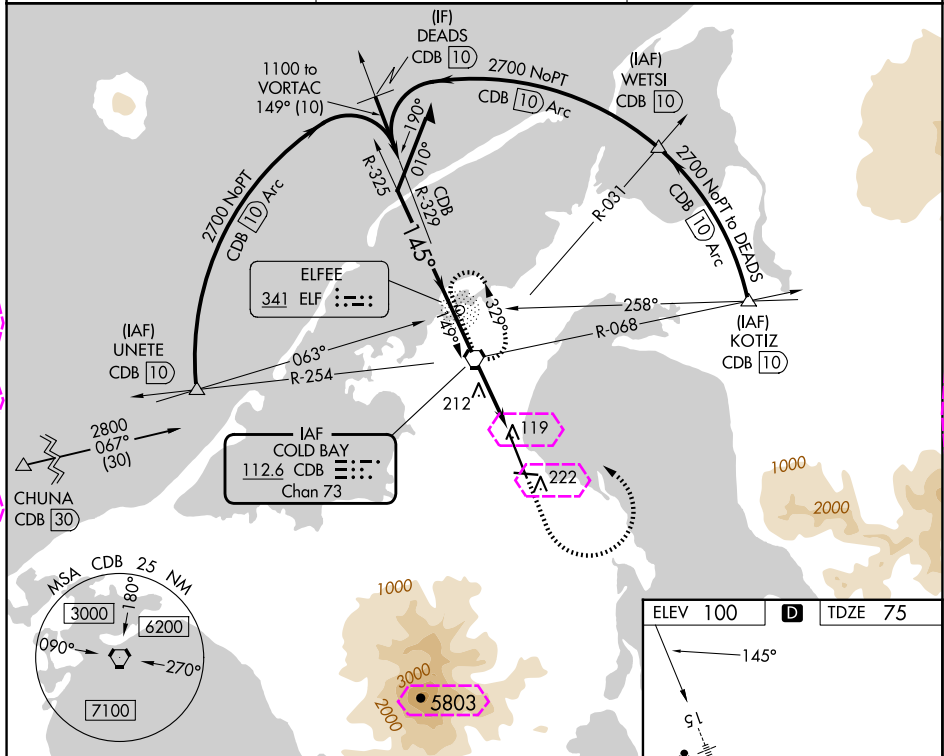 (IF)
DEADS
CDB 10
1100 to
VORTAC
149° (10)
2700 NoPT
CDB 10 Arc
(IAF)
WETSI
CDB 10
190°
010°
R-325
CDB
R-329
145°
2700 NoPT
CDB 10 Arc
R-031
2700 NoPT to DEADS
CDB 10 Arc
ELFEE
341 ELF
149°
329°
258°
R-068
(IAF)
KOTIZ
CDB 10
(IAF)
UNETE
CDB 10
063°
R-254
212
119
222
IAF
COLD BAY
112.6 CDB
Chan 73
2800
067°
(30)
CHUNA
CDB 30
1000
2000
MSA CDB 25 NM
3000
180°
6200
090°
270°
7100
1000
3000
2000
5803
ELEV 100 D TDZE 75
145°
15